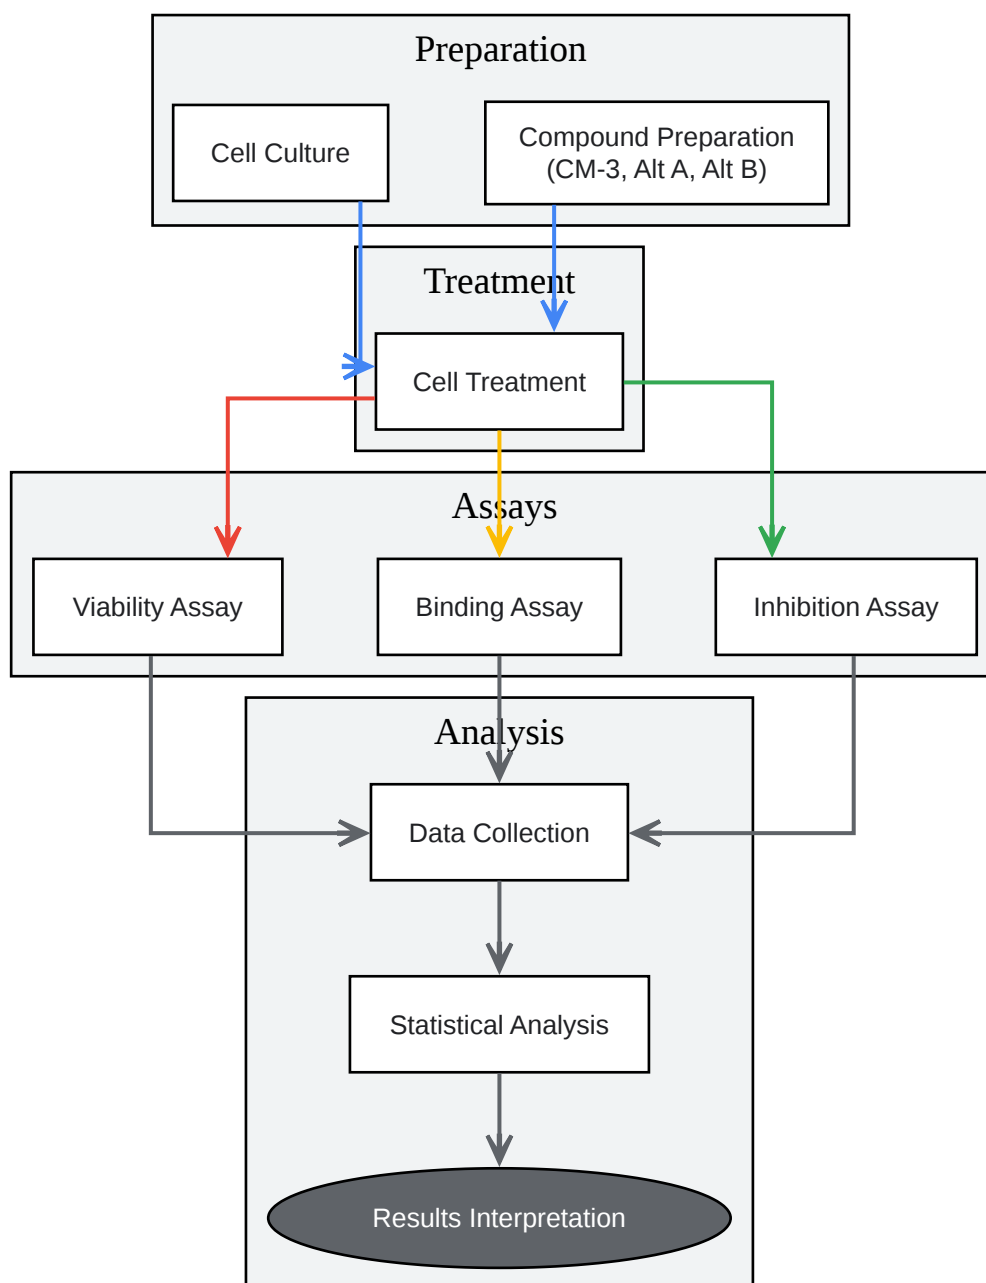 Preparation
Cell Culture
Compound Preparation
(CM-3, Alt A, Alt B)
Treatment
Cell Treatment
Assays
Viability Assay
Binding Assay
Inhibition Assay
Analysis
Data Collection
Statistical Analysis
Results Interpretation